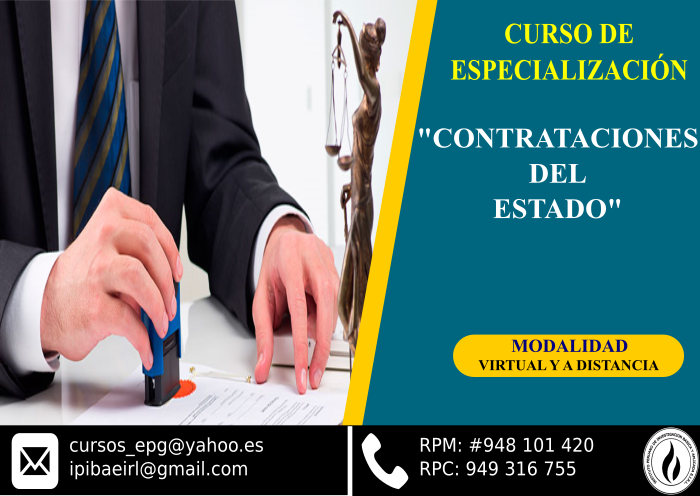 CURSO DE
ESPECIALIZACIÓN
"CONTRATACIONES
DEL
ESTADO"
MODALIDAD
VIRTUAL Y A DISTANCIA
cursos_epg@yahoo.es
ipibaeirl@gmail.com
RPM: #948 101 420
RPC: 949 316 755